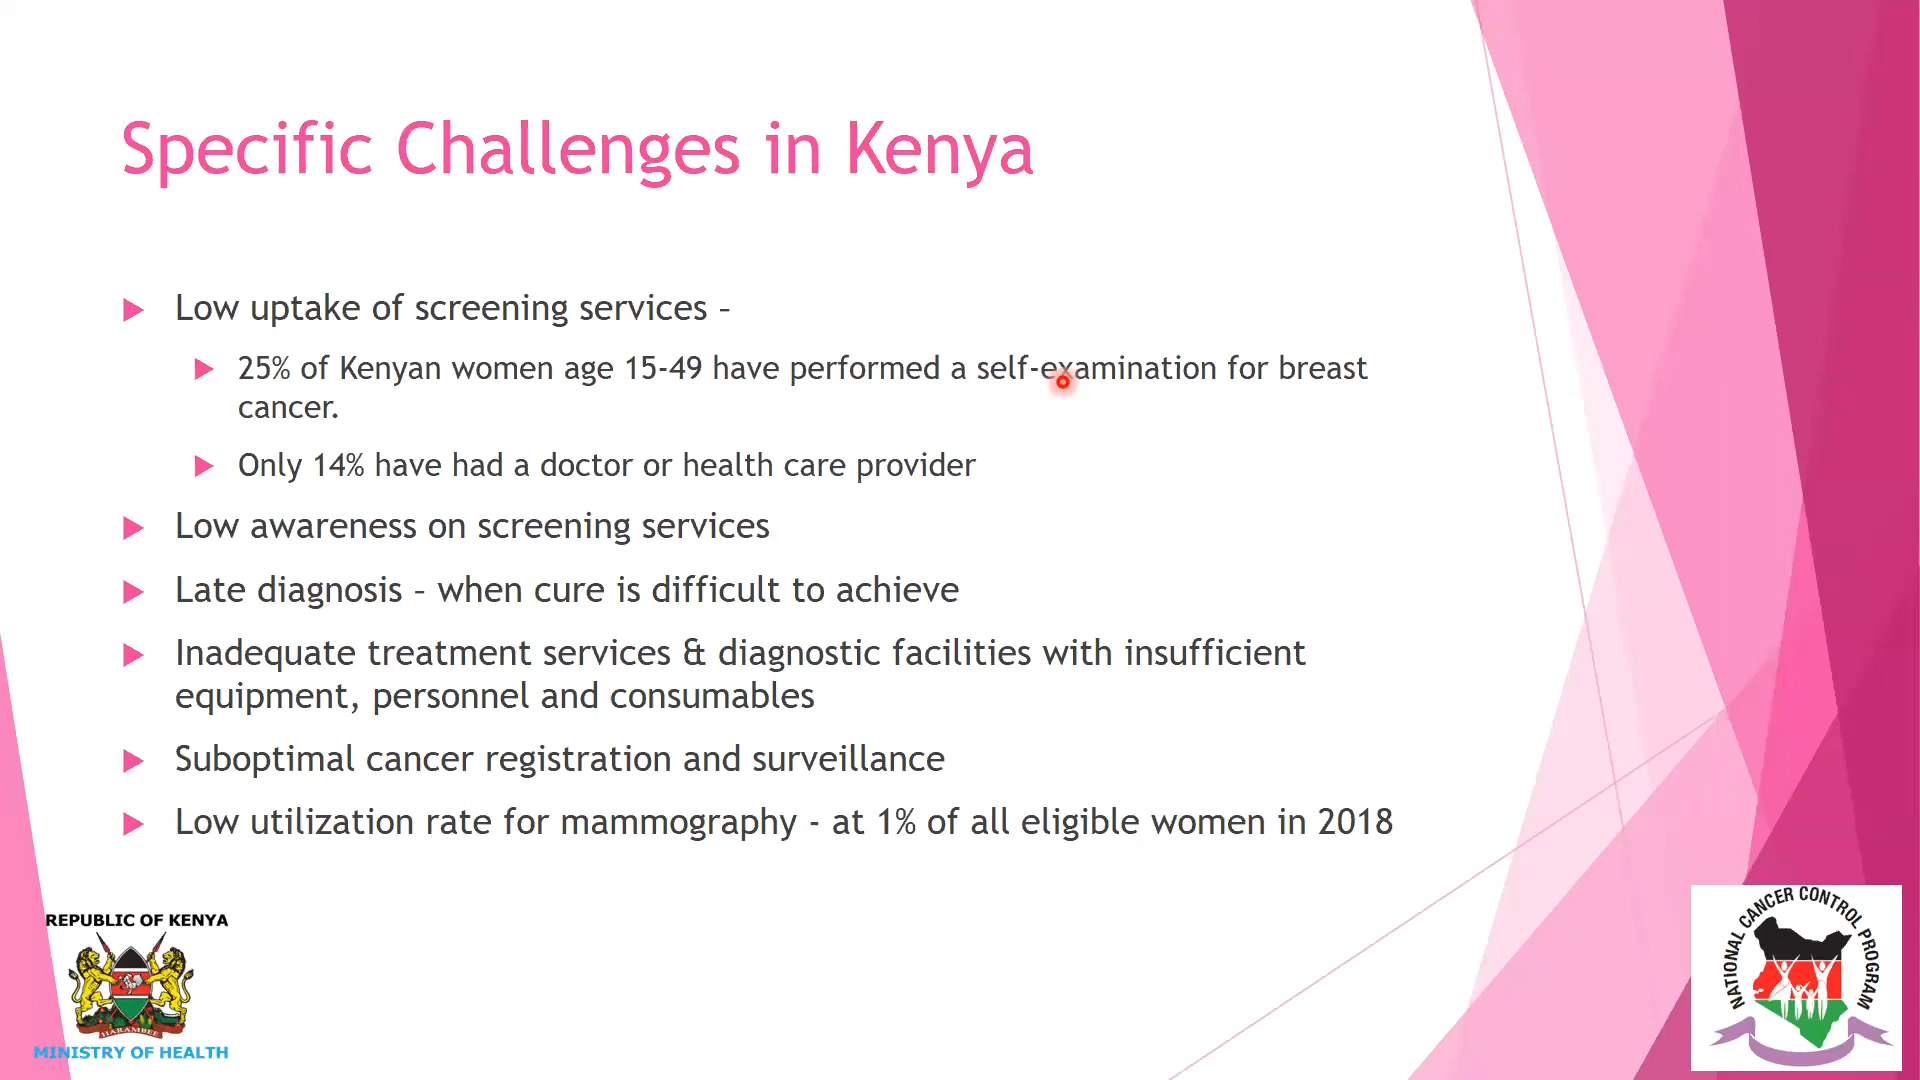 Specific Challenges in Kenya
Low uptake of screening services –
25% of Kenyan women age 15-49 have performed a self-examination for breast
cancer.
Only 14% have had a doctor or health care provider
Low awareness on screening services
Late diagnosis – when cure is difficult to achieve
Inadequate treatment services & diagnostic facilities with insufficient
equipment, personnel and consumables
Suboptimal cancer registration and surveillance
Low utilization rate for mammography - at 1% of all eligible women in 2018
REPUBLIC OF KENYA
HARAMBEE
MINISTRY OF HEALTH
NATIONAL CANCER CONTROL PROGRAM